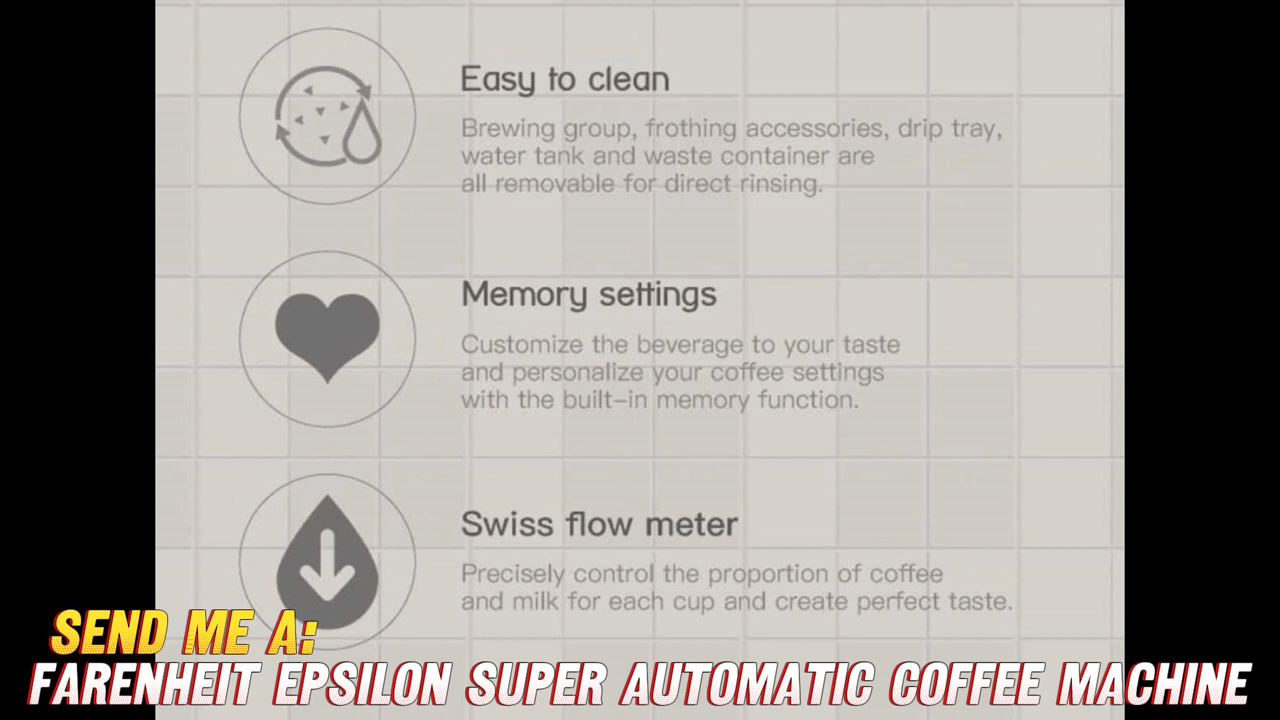 Easy to clean
Brewing group, frothing accessories, drip tray,
water tank and waste container are
all removable for direct rinsing.
Memory settings
Customize the beverage to your taste
and personalize your coffee settings
with the built-in memory function.
Swiss flow meter
Precisely control the proportion of coffee
and milk for each cup and create perfect taste.
SEND ME A:
FARENHEIT EPSILON SUPER AUTOMATIC COFFEE MACHINE